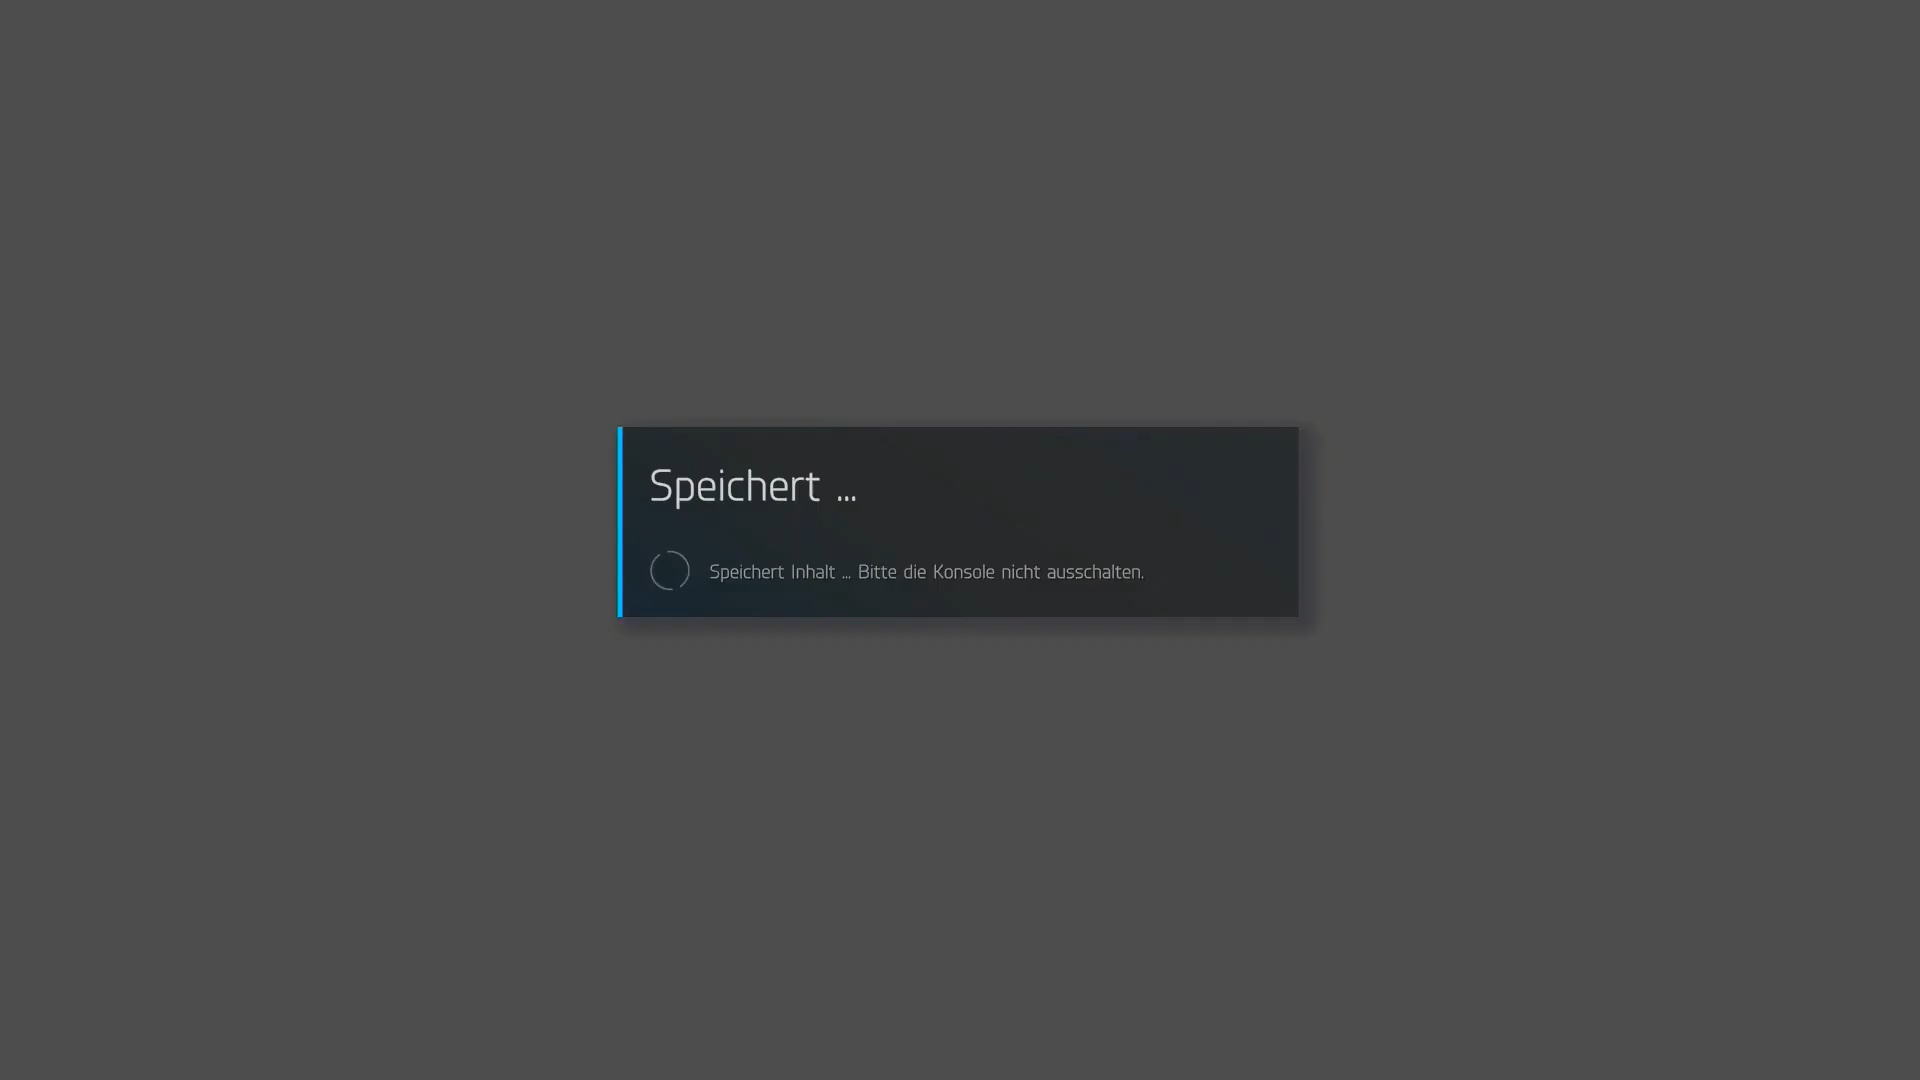 Speichert ...
Speichert Inhalt ... Bitte die Konsole nicht ausschalten.